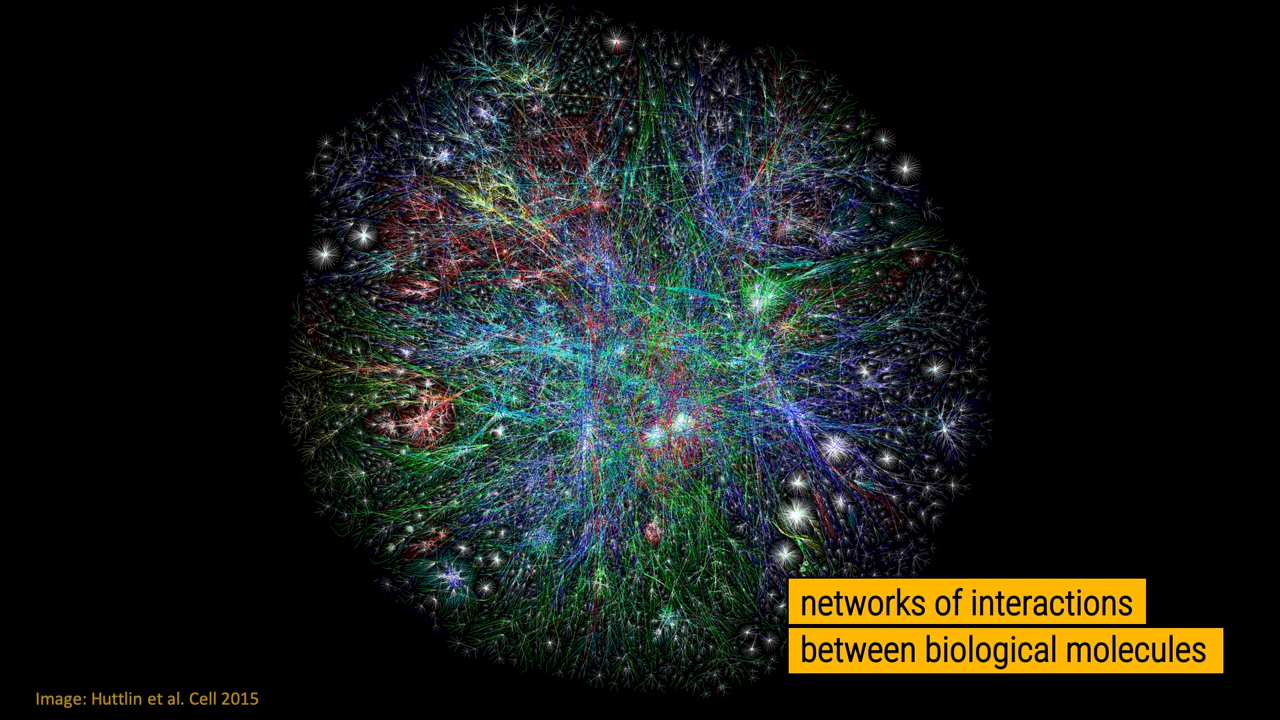 networks of interactions
between biological molecules
Image: Huttlin et al. Cell 2015